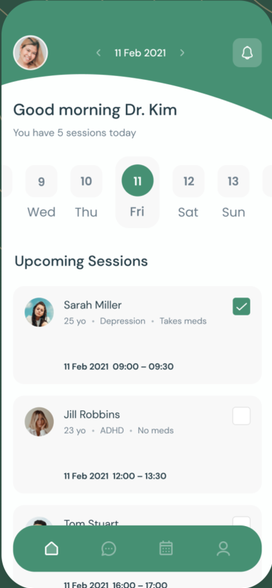 11 Feb 2021
Good morning Dr. Kim
You have 5 sessions today
9 10 11 12 13
Wed Thu Fri Sat Sun
Upcoming Sessions
Sarah Miller
25 yo • Depression • Takes meds
11 Feb 2021 09:00 – 09:30
Jill Robbins
23 yo • ADHD • No meds
11 Feb 2021 12:00 – 13:30
Tom Stuart
11 Feb 2021 16:00 – 17:00